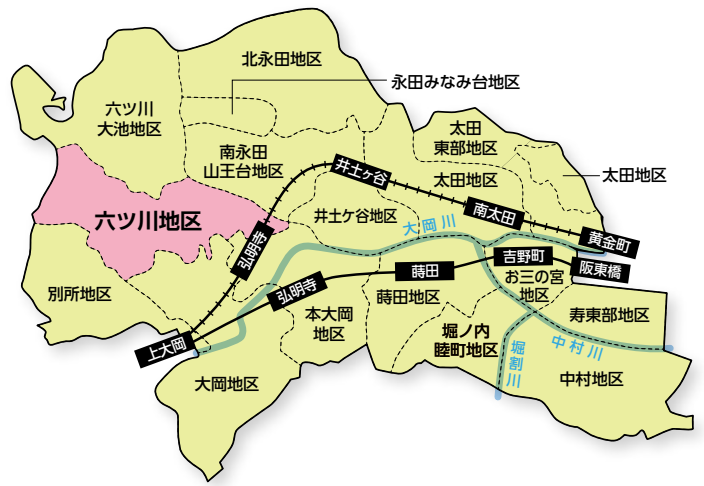 北永田地区
永田みなみ台地区
六ツ川
大池地区
太田
東部地区
南永田
山王台地区
井土ヶ谷
太田地区
太田地区
六ツ川地区
井土ケ谷地区
南太田
大岡川
黄金町
弘明寺
吉野町
阪東橋
別所地区
弘明寺
蒔田
お三の宮
地区
蒔田地区
本大岡
地区
寿東部地区
堀ノ内
睦町地区
上大岡
中村川
堀割川
大岡地区
中村地区